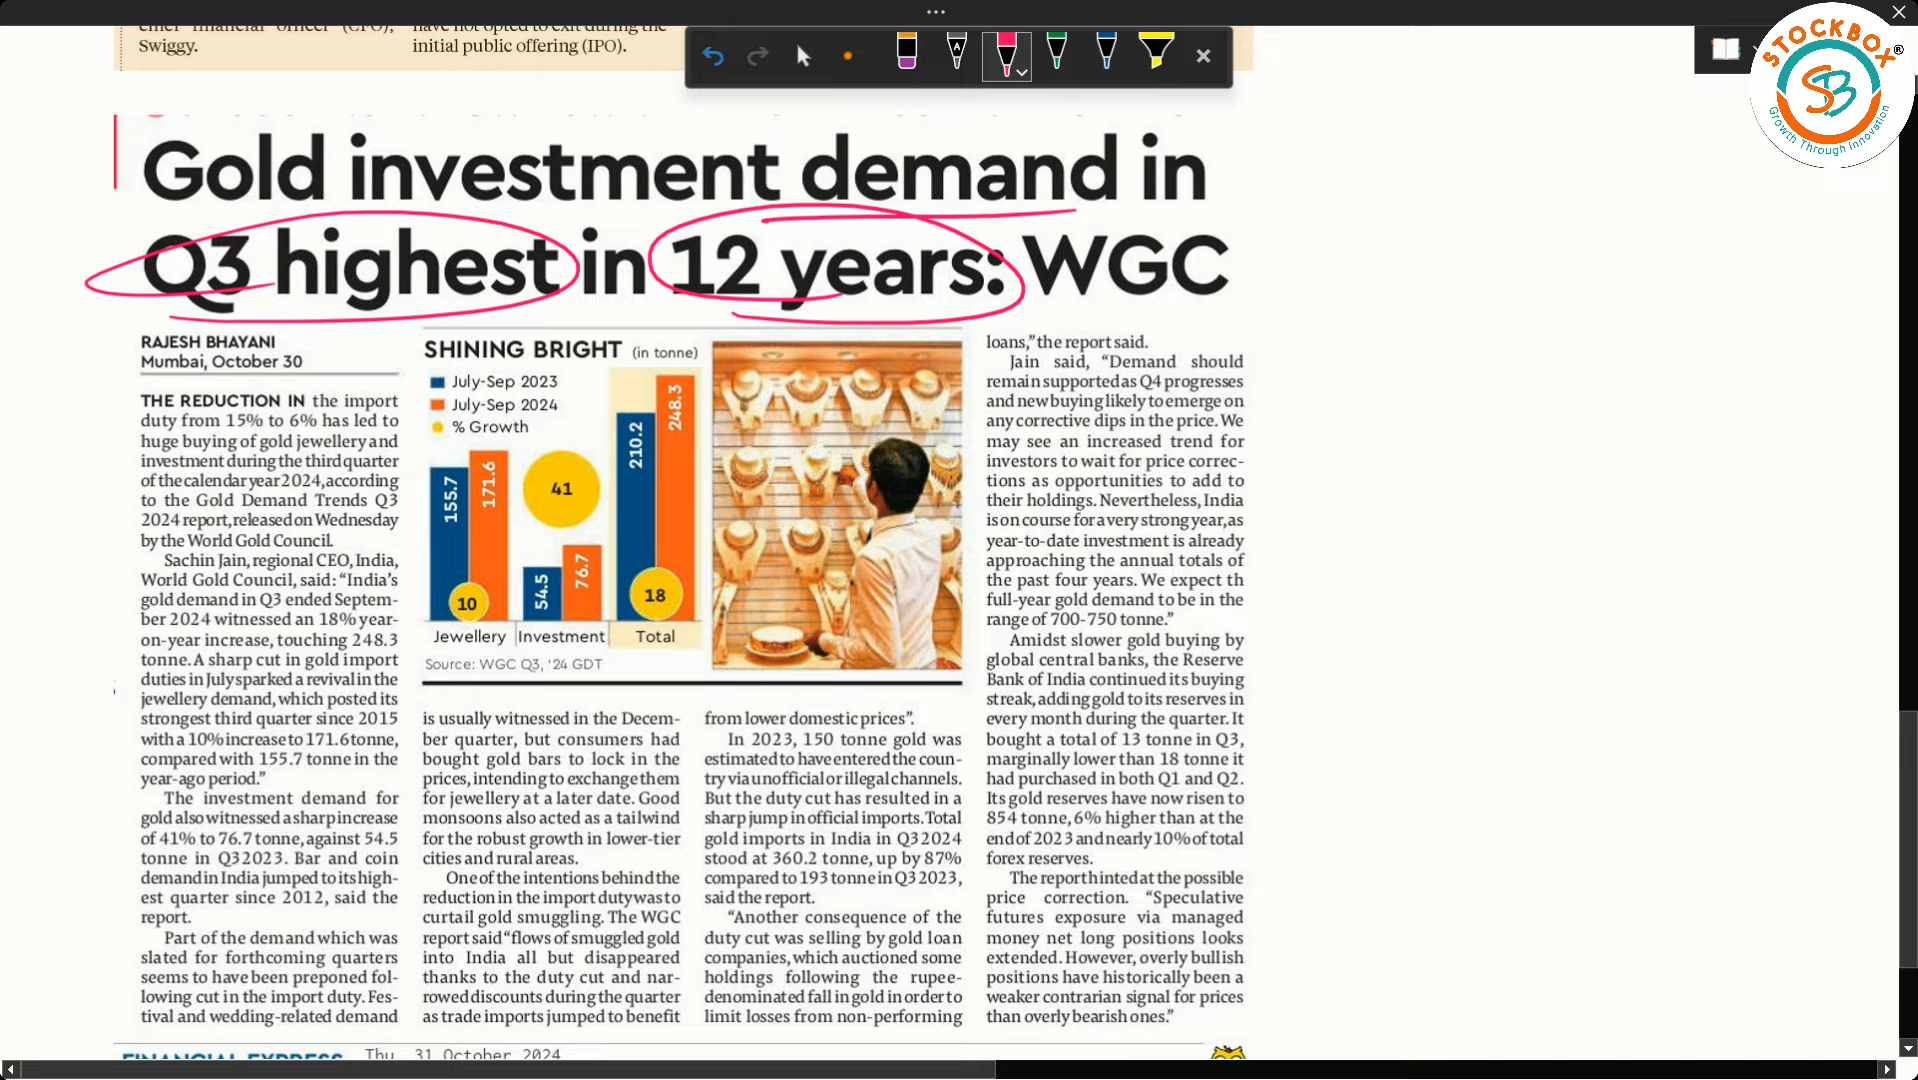 chief financial officer (CFO),
Swiggy.
have not opted to exit during the
initial public offering (IPO).
STOCKBOX®
SB
Growth Through Innovation
Gold investment demand in
Q3 highest in 12 years: WGC
RAJESH BHAYANI
Mumbai, October 30
THE REDUCTION IN the import
duty from 15% to 6% has led to
huge buying of gold jewellery and
investment during the third quarter
of the calendar year 2024, according
to the Gold Demand Trends Q3
2024 report, released on Wednesday
by the World Gold Council.
Sachin Jain, regional CEO, India,
World Gold Council, said: “India’s
gold demand in Q3 ended Septem-
ber 2024 witnessed an 18% year-
on-year increase, touching 248.3
tonne. A sharp cut in gold import
duties in July sparked a revival in the
jewellery demand, which posted its
strongest third quarter since 2015
with a 10% increase to 171.6 tonne,
compared with 155.7 tonne in the
year-ago period.”
The investment demand for
gold also witnessed a sharp increase
of 41% to 76.7 tonne, against 54.5
tonne in Q3 2023. Bar and coin
demand in India jumped to its high-
est quarter since 2012, said the
report.
Part of the demand which was
slated for forthcoming quarters
seems to have been preponed fol-
lowing cut in the import duty. Fes-
tival and wedding-related demand
SHINING BRIGHT (in tonne)
July-Sep 2023
July-Sep 2024
% Growth
155.7
171.6
10
54.5
76.7
41
210.2
248.3
18
Jewellery
Investment
Total
Source: WGC Q3, '24 GDT
is usually witnessed in the Decem-
ber quarter, but consumers had
bought gold bars to lock in the
prices, intending to exchange them
for jewellery at a later date. Good
monsoons also acted as a tailwind
for the robust growth in lower-tier
cities and rural areas.
One of the intentions behind the
reduction in the import duty was to
curtail gold smuggling. The WGC
report said “flows of smuggled gold
into India all but disappeared
thanks to the duty cut and nar-
rowed discounts during the quarter
as trade imports jumped to benefit
from lower domestic prices”.
In 2023, 150 tonne gold was
estimated to have entered the coun-
try via unofficial or illegal channels.
But the duty cut has resulted in a
sharp jump in official imports. Total
gold imports in India in Q3 2024
stood at 360.2 tonne, up by 87%
compared to 193 tonne in Q3 2023,
said the report.
“Another consequence of the
duty cut was selling by gold loan
companies, which auctioned some
holdings following the rupee-
denominated fall in gold in order to
limit losses from non-performing
loans,” the report said.
Jain said, “Demand should
remain supported as Q4 progresses
and new buying likely to emerge on
any corrective dips in the price. We
may see an increased trend for
investors to wait for price correc-
tions as opportunities to add to
their holdings. Nevertheless, India
is on course for a very strong year, as
year-to-date investment is already
approaching the annual totals of
the past four years. We expect th
full-year gold demand to be in the
range of 700-750 tonne.”
Amidst slower gold buying by
global central banks, the Reserve
Bank of India continued its buying
streak, adding gold to its reserves in
every month during the quarter. It
bought a total of 13 tonne in Q3,
marginally lower than 18 tonne it
had purchased in both Q1 and Q2.
Its gold reserves have now risen to
854 tonne, 6% higher than at the
end of 2023 and nearly 10% of total
forex reserves.
The report hinted at the possible
price correction. “Speculative
futures exposure via managed
money net long positions looks
extended. However, overly bullish
positions have historically been a
weaker contrarian signal for prices
than overly bearish ones.”
FINANCIAL EXPRESS Thu, 31 October 2024